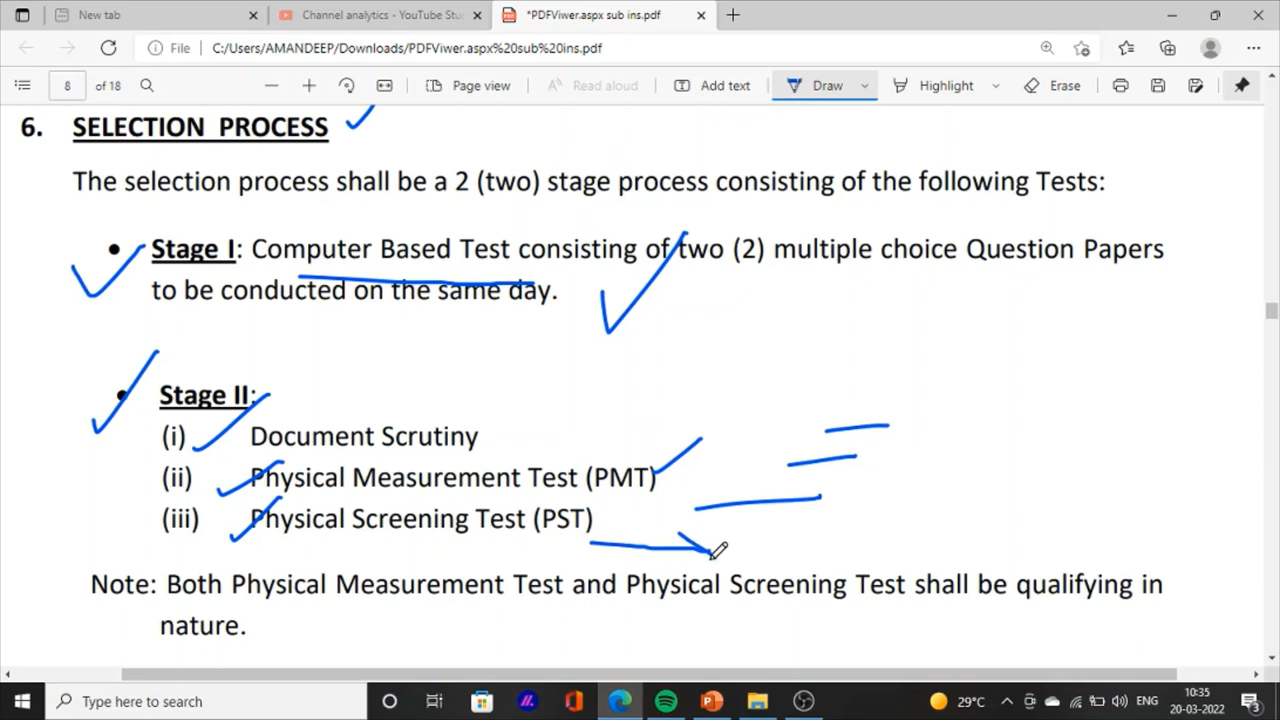 New tab
Channel analytics - YouTube Stu
*PDFViwer.aspx sub ins.pdf
File
C:/Users/AMANDEEP/Downloads/PDFViwer.aspx%20sub%20ins.pdf
8 of 18
Page view
Read aloud
Add text
Draw
Highlight
Erase
6. SELECTION PROCESS
The selection process shall be a 2 (two) stage process consisting of the following Tests:
• Stage I: Computer Based Test consisting of two (2) multiple choice Question Papers
to be conducted on the same day.
• Stage II:
(i) Document Scrutiny
(ii) Physical Measurement Test (PMT)
(iii) Physical Screening Test (PST)
Note: Both Physical Measurement Test and Physical Screening Test shall be qualifying in
nature.
Type here to search
29°C
ENG
10:35
20-03-2022
3